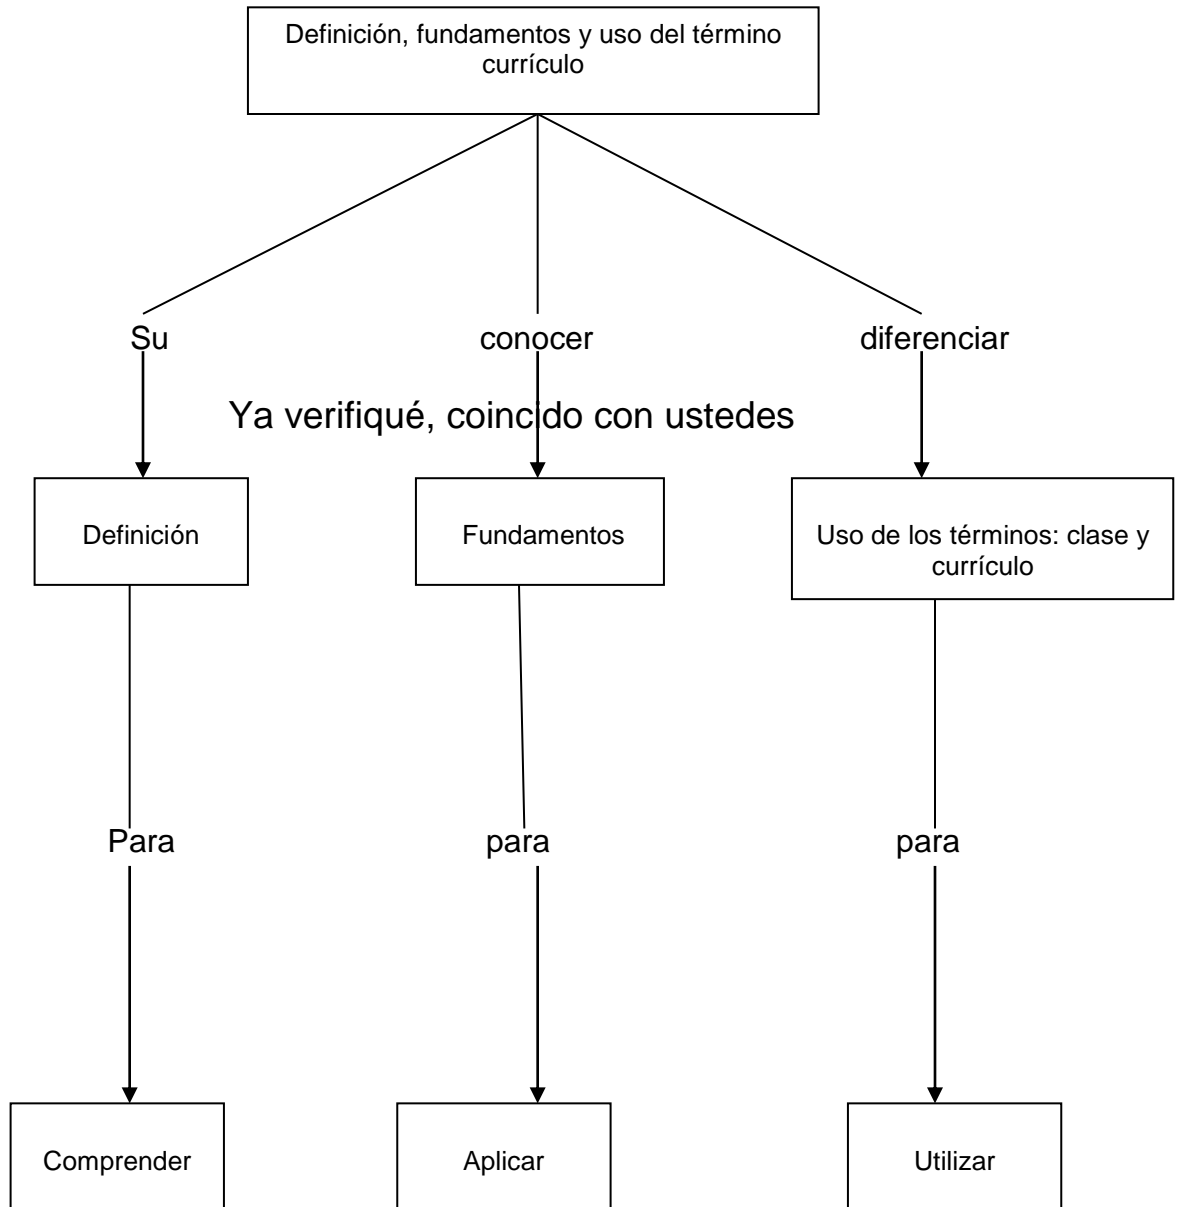 Definición, fundamentos y uso del término
currículo
Su
conocer
diferenciar
Ya verifiqué, coincido con ustedes
Definición
Fundamentos
Uso de los términos: clase y
currículo
Para
para
para
Comprender
Aplicar
Utilizar